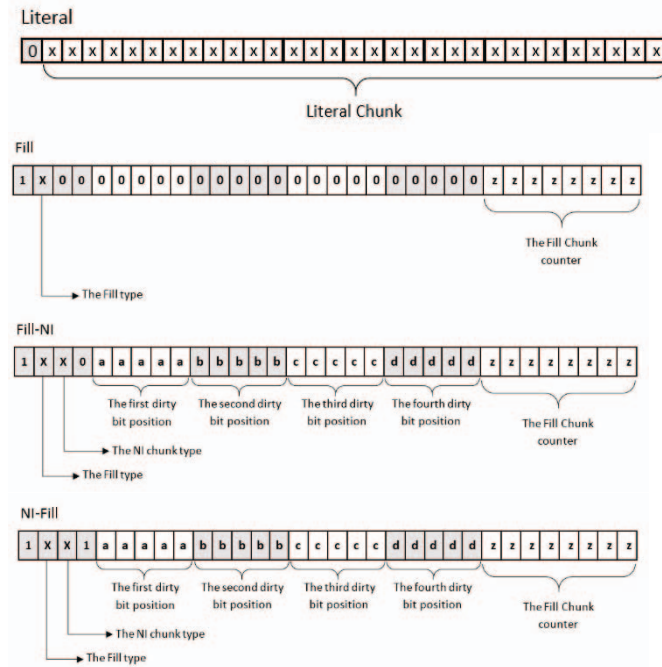 Literal
0 x x x x x x x x x x x x x x x x x x x x x x x x x x x x x x x
Literal Chunk
Fill
1 X 0 0 0 0 0 0 0 0 0 0 0 0 0 0 0 0 0 0 0 0 0 0 z z z z z z z z
The Fill Chunk
counter
The Fill type
Fill-NI
1 X X 0 a a a a a b b b b b c c c c c d d d d d z z z z z z z z
The first dirty
bit position
The second dirty
bit position
The third dirty
bit position
The fourth dirty
bit position
The Fill Chunk
counter
The NI chunk type
The Fill type
NI-Fill
1 X X 1 a a a a a b b b b b c c c c c d d d d d z z z z z z z z
The first dirty
bit position
The second dirty
bit position
The third dirty
bit position
The fourth dirty
bit position
The Fill Chunk
counter
The NI chunk type
The Fill type